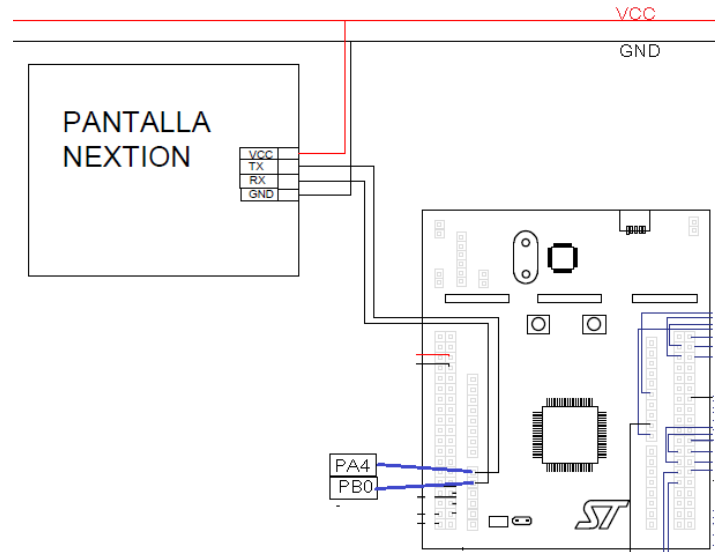 VCC
GND
PANTALLA
NEXTION
VCC
TX
RX
GND
PA4
PB0
ST